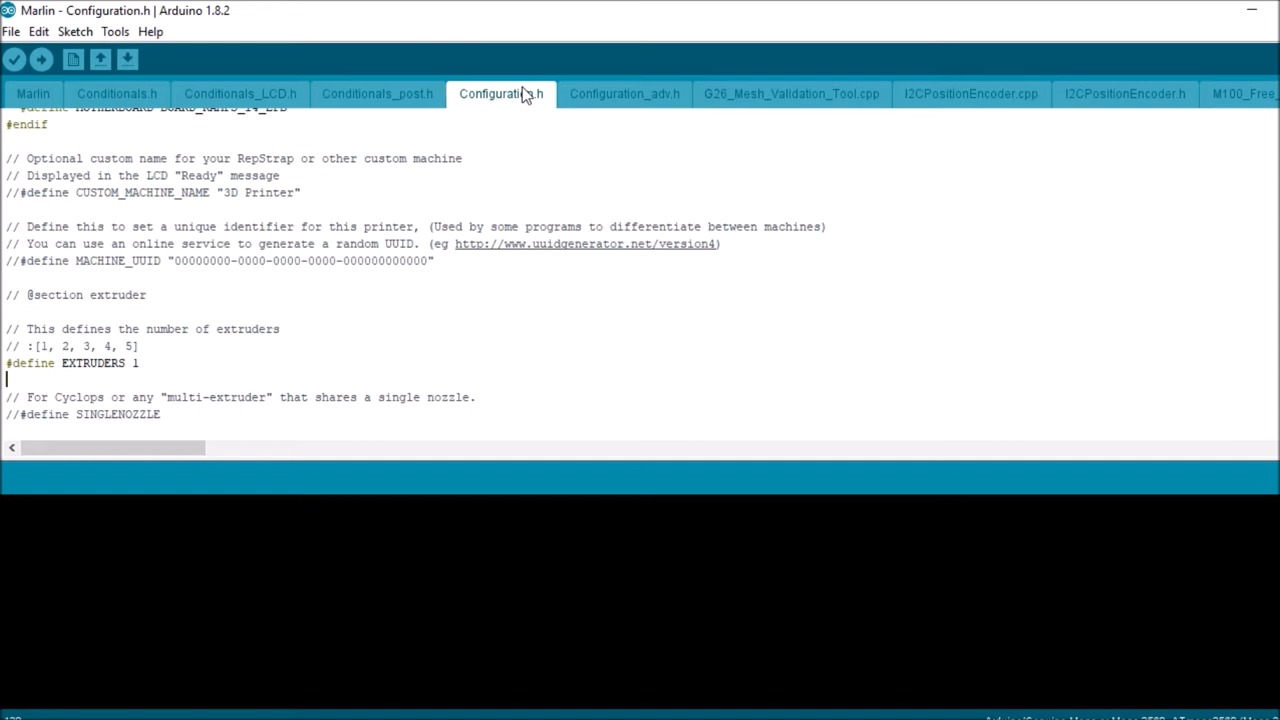 Marlin - Configuration.h | Arduino 1.8.2
File Edit Sketch Tools Help
Marlin Conditionals.h Conditionals_LCD.h Conditionals_post.h Configuration.h Configuration_adv.h G26_Mesh_Validation_Tool.cpp I2CPositionEncoder.cpp I2CPositionEncoder.h M100_Free_
#define MOTHERBOARD BOARD_RAMPS_14_EFB
#endif
// Optional custom name for your RepStrap or other custom machine
// Displayed in the LCD "Ready" message
//#define CUSTOM_MACHINE_NAME "3D Printer"
// Define this to set a unique identifier for this printer, (Used by some programs to differentiate between machines)
// You can use an online service to generate a random UUID. (eg http://www.uuidgenerator.net/version4)
//#define MACHINE_UUID "00000000-0000-0000-0000-000000000000"
// @section extruder
// This defines the number of extruders
// :[1, 2, 3, 4, 5]
#define EXTRUDERS 1
// For Cyclops or any "multi-extruder" that shares a single nozzle.
//#define SINGLENOZZLE